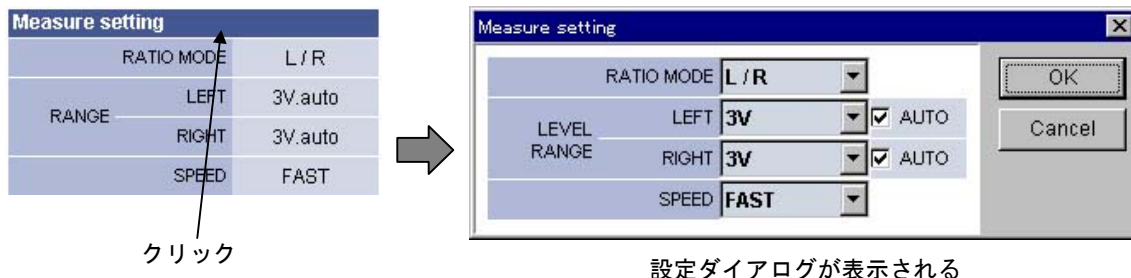 Measure setting
RATIO MODE L / R
RANGE
LEFT 3V.auto
RIGHT 3V.auto
SPEED FAST
クリック
Measure setting
RATIO MODE L / R
LEVEL RANGE
LEFT 3V AUTO
RIGHT 3V AUTO
SPEED FAST
OK
Cancel
設定ダイアログが表示される